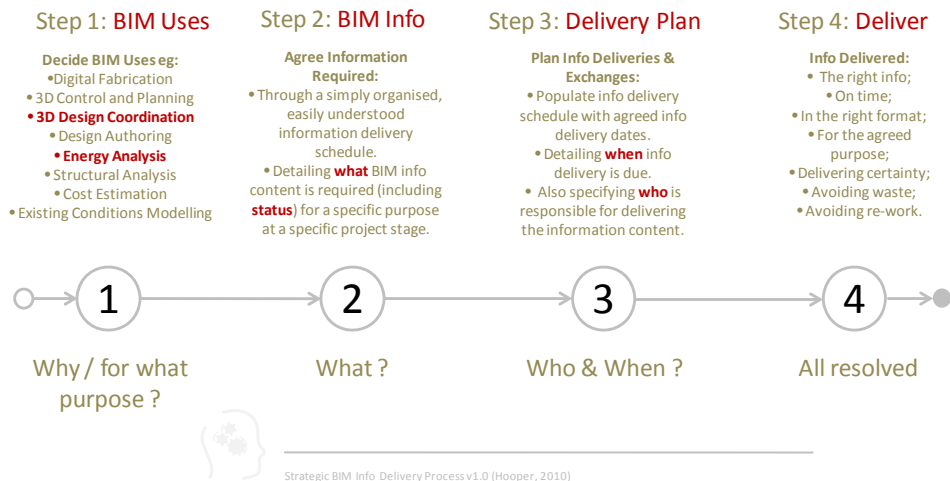 Step 1: BIM Uses
Decide BIM Uses eg:
•Digital Fabrication
•3D Control and Planning
•3D Design Coordination
•Design Authoring
•Energy Analysis
•Structural Analysis
•Cost Estimation
•Existing Conditions Modelling
Step 2: BIM Info
Agree Information
Required:
•Through a simply organised,
easily understood
information delivery
schedule.
•Detailing what BIM info
content is required (including
status) for a specific purpose
at a specific project stage.
Step 3: Delivery Plan
Plan Info Deliveries &
Exchanges:
•Populate info delivery
schedule with agreed info
delivery dates.
•Detailing when info
delivery is due.
•Also specifying who is
responsible for delivering
the information content.
Step 4: Deliver
Info Delivered:
•The right info;
•On time;
•In the right format;
•For the agreed
purpose;
•Delivering certainty;
•Avoiding waste;
•Avoiding re-work.
1
2
3
4
Why / for what
purpose ?
What ?
Who & When ?
All resolved
Strategic BIM Info Delivery Process v1.0 (Hooper, 2010)